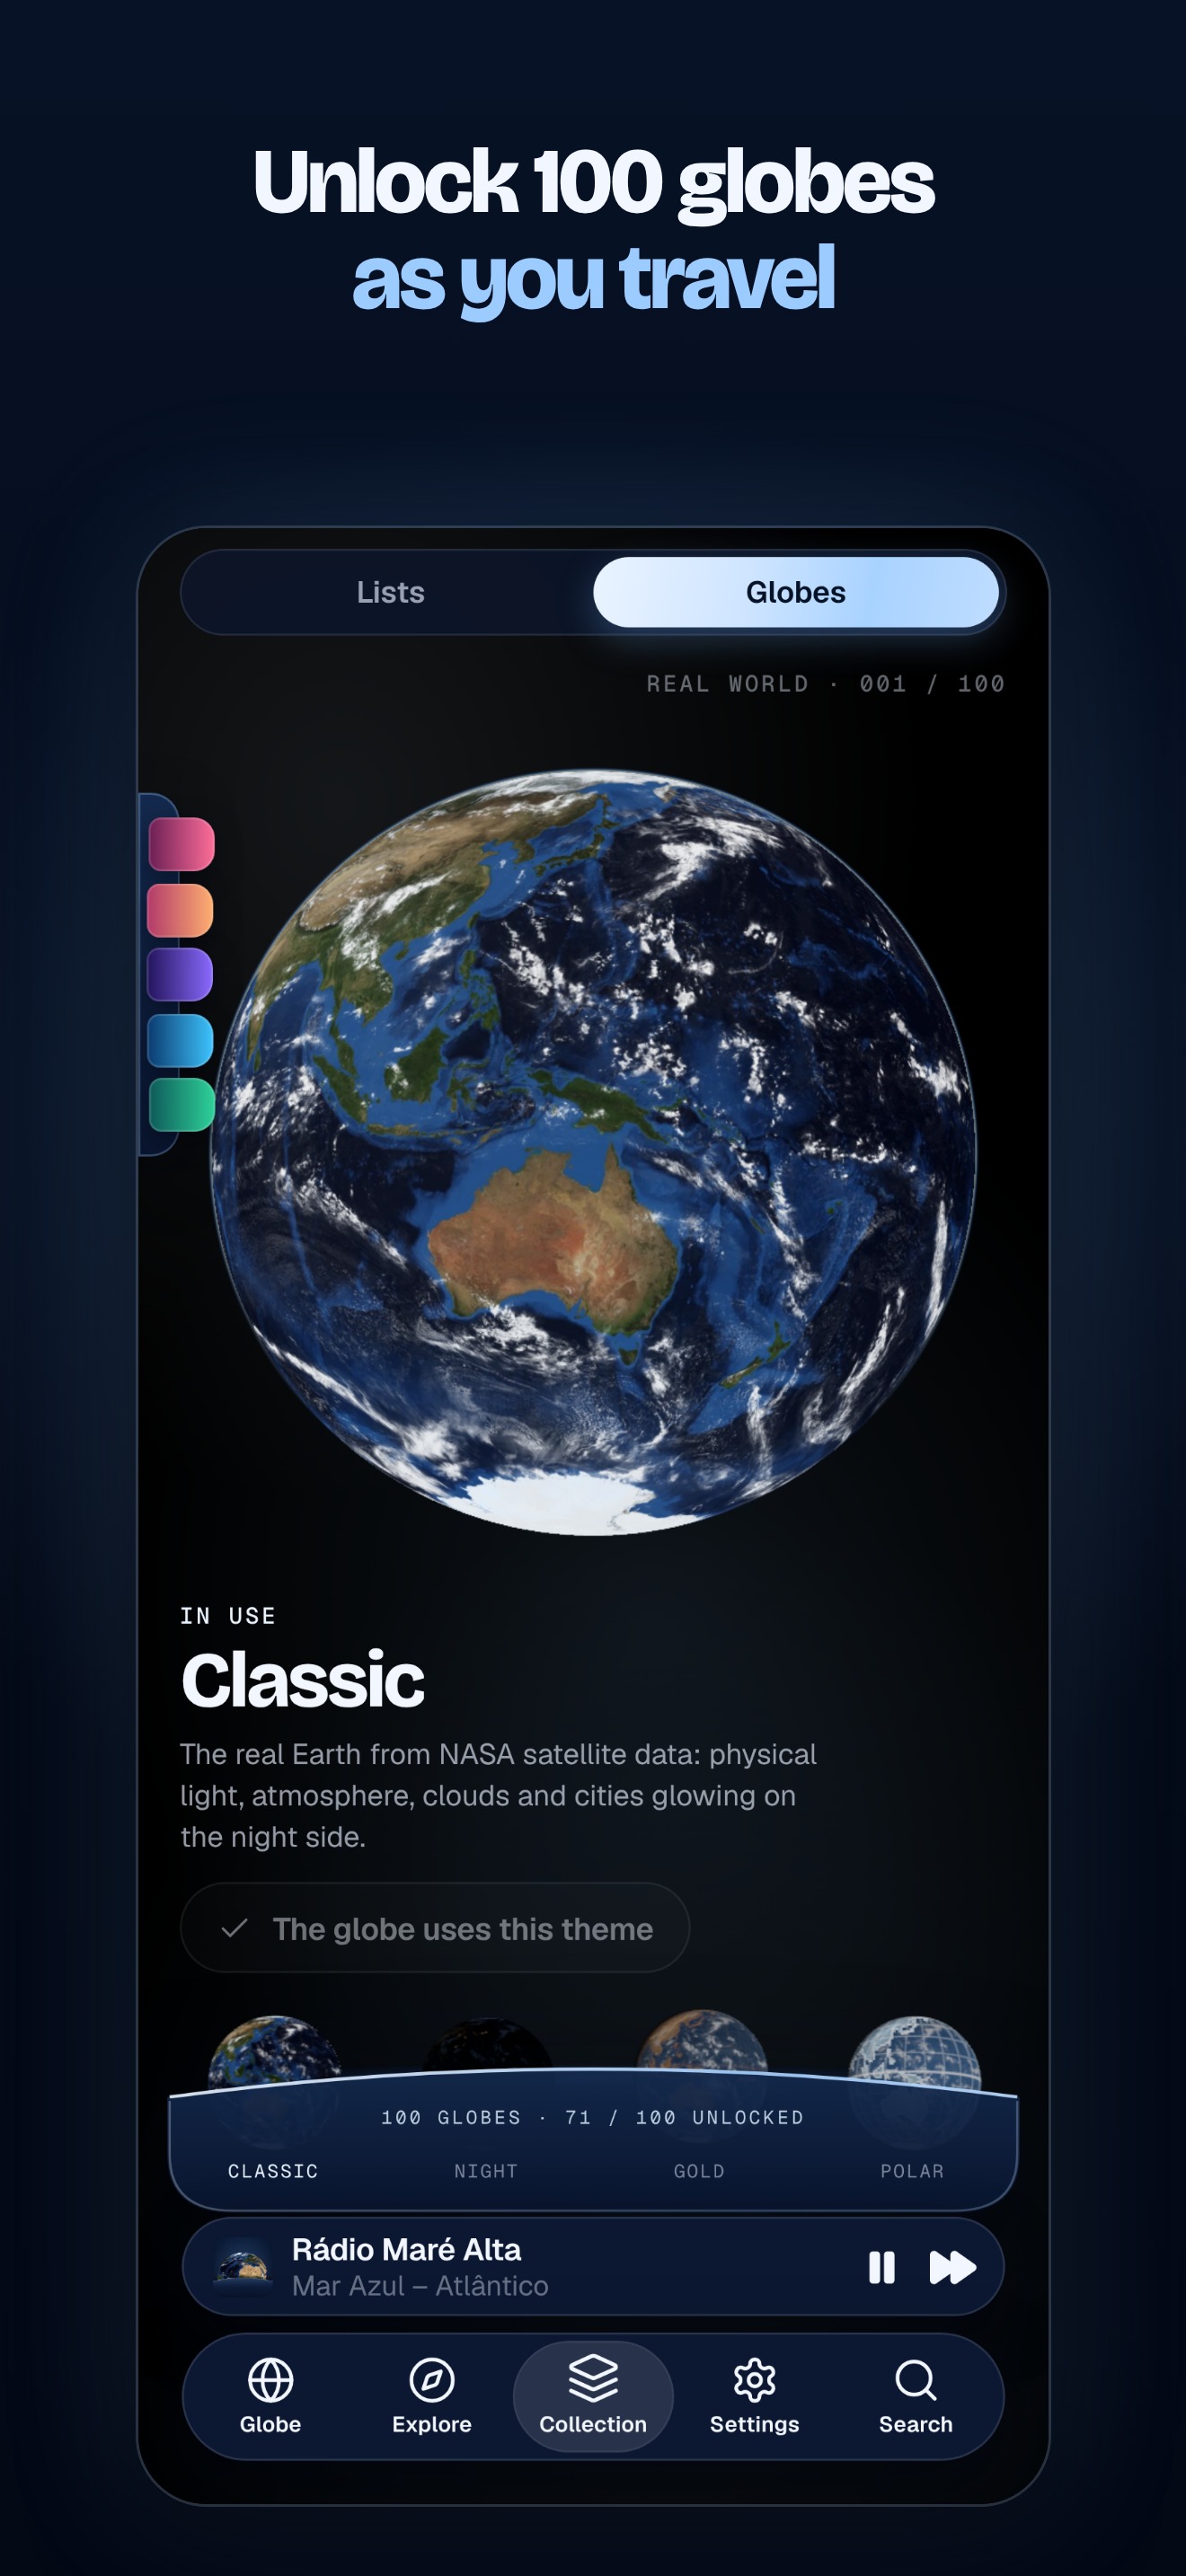 Unlock 100 globes
as you travel
Lists
Globes
REAL WORLD · 001 / 100
IN USE
Classic
The real Earth from NASA satellite data: physical
light, atmosphere, clouds and cities glowing on
the night side.
The globe uses this theme
100 GLOBES · 71 / 100 UNLOCKED
CLASSIC
NIGHT
GOLD
POLAR
Rádio Maré Alta
Mar Azul – Atlântico
Globe
Explore
Collection
Settings
Search